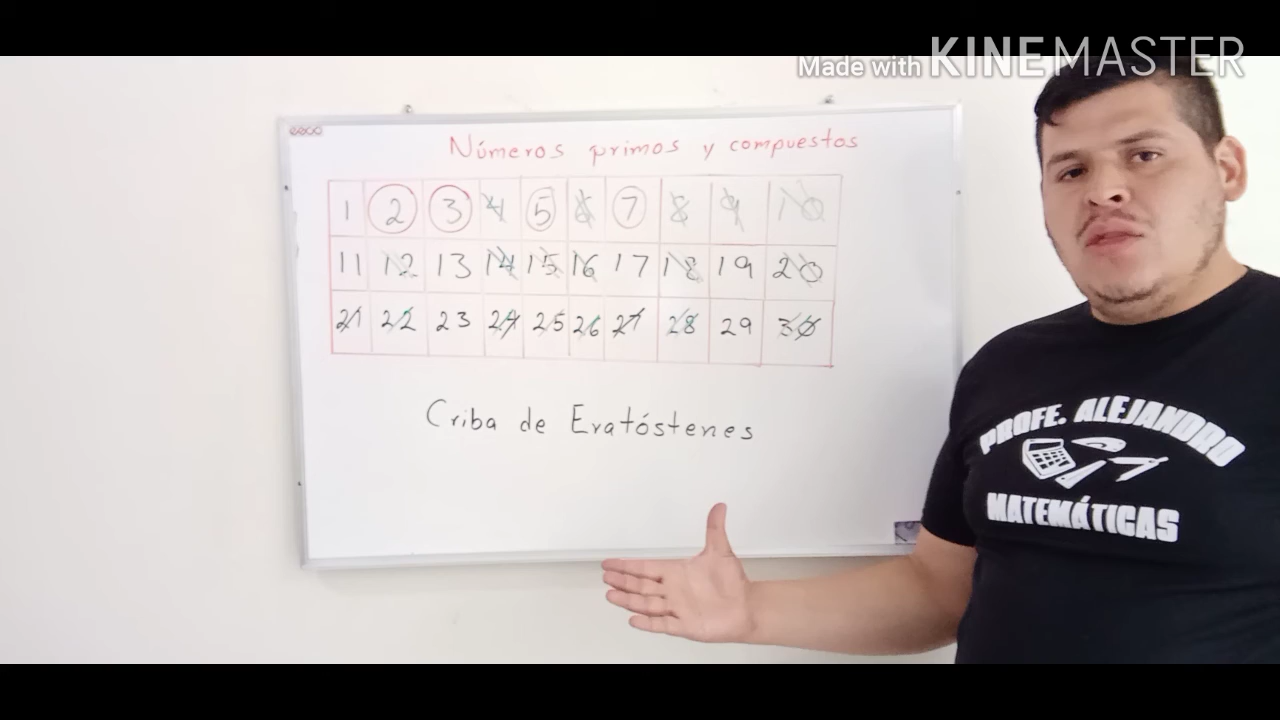 Made with KINEMASTER
esco
Números primos y compuestos
1 2 3 4 5 6 7 8 9 10
11 12 13 14 15 16 17 18 19 20
21 22 23 24 25 26 27 28 29 30
Criba de Eratóstenes
PROFE. ALEJANDRO
MATEMÁTICAS